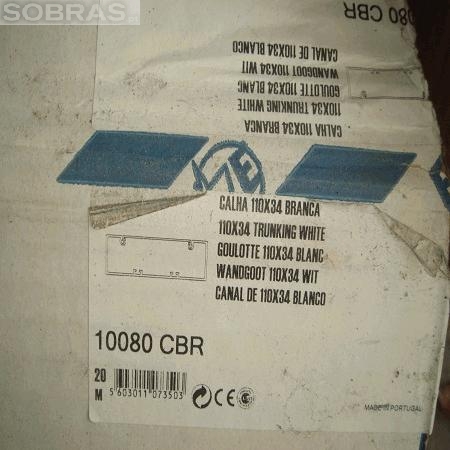 SOBRAS
10080 CBR
CANAL DE 110X34 BLANCO
WANDGOOT 110X34 WIT
GOULOTTE 110X34 BLANC
110X34 TRUNKING WHITE
CALHA 110X34 BRANCA
CALHA 110X34 BRANCA
110X34 TRUNKING WHITE
GOULOTTE 110X34 BLANC
WANDGOOT 110X34 WIT
CANAL DE 110X34 BLANCO
10080 CBR
20
M
5 603011 073503
CE
MADE IN PORTUGAL